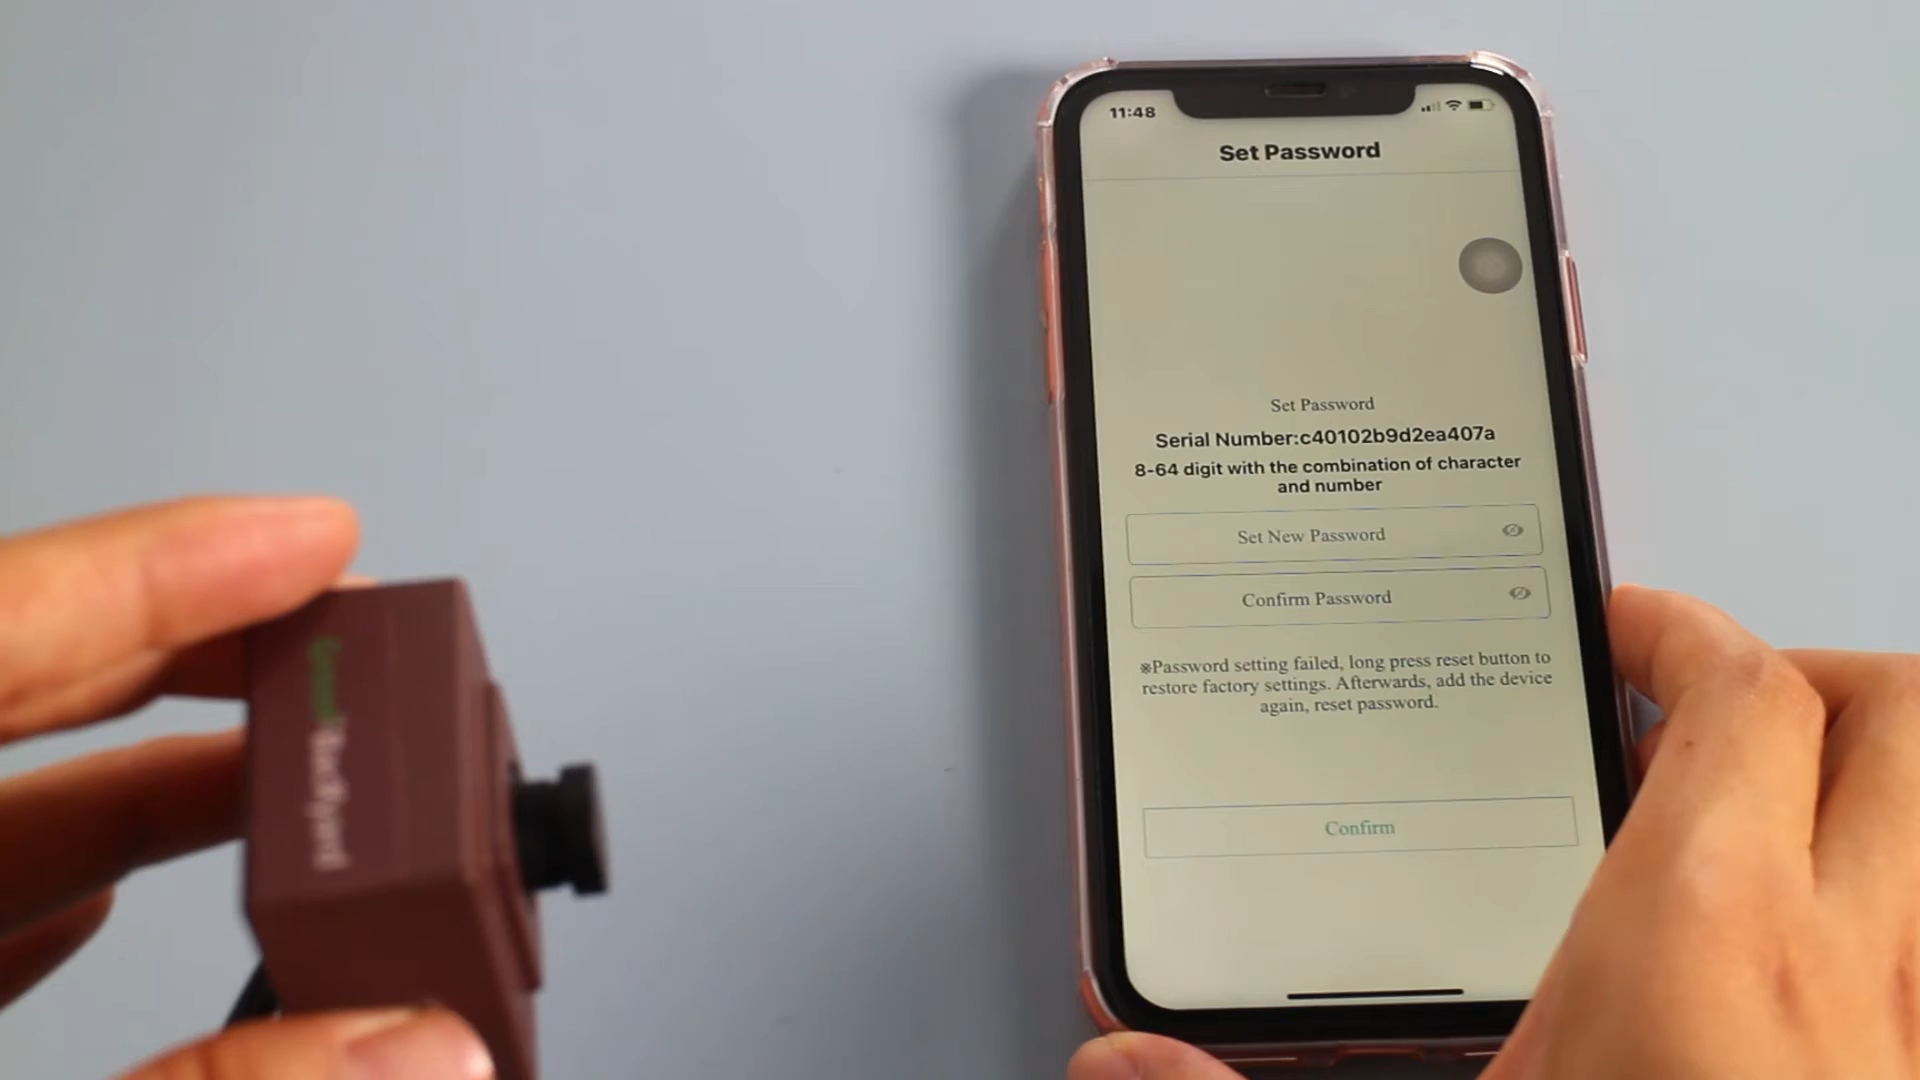 11:48
Set Password
Set Password
Serial Number:c40102b9d2ea407a
8-64 digit with the combination of character
and number
Set New Password
Confirm Password
※Password setting failed, long press reset button to
restore factory settings. Afterwards, add the device
again, reset password.
Confirm